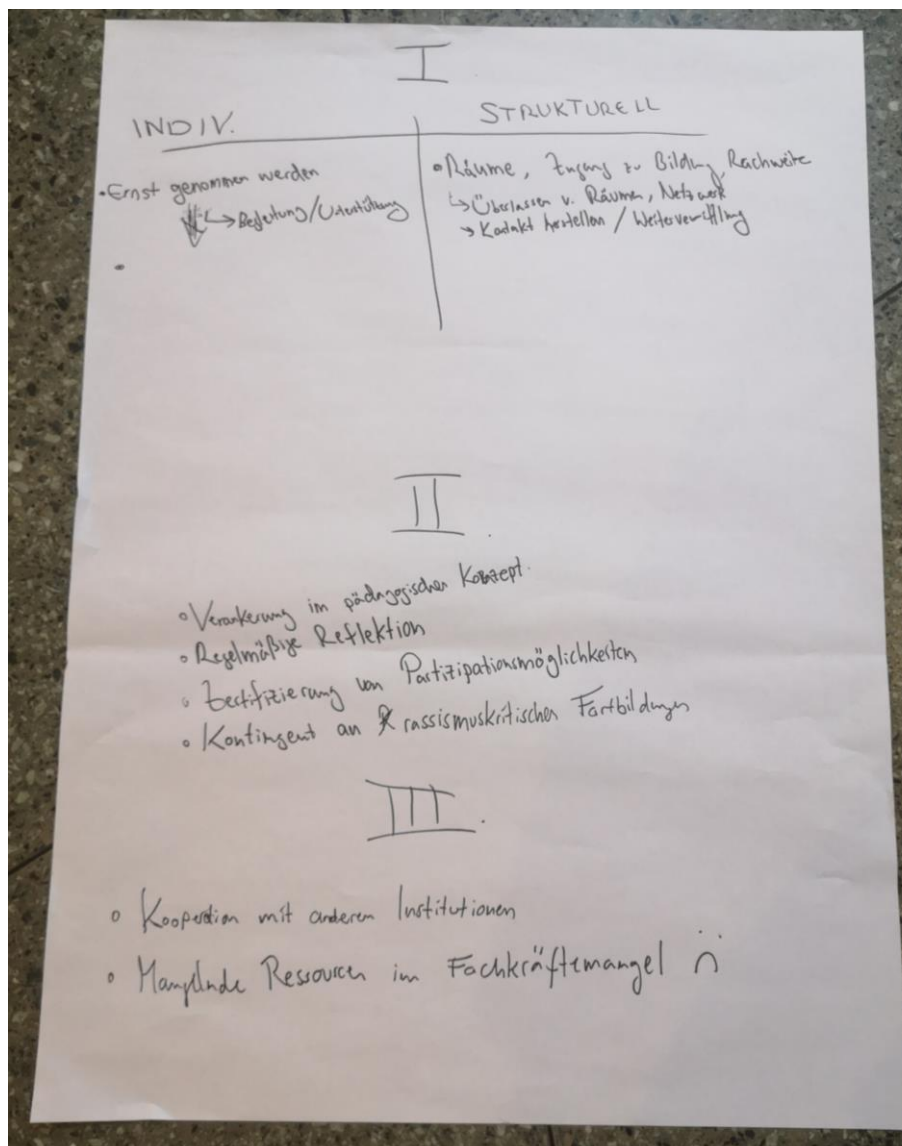 I
INDIV.
STRUKTURELL
• Ernst genommen werden
↳ Begleitung/Unterstützung
•
• Räume, Zugang zu Bildung, Reichweite
↳ Überlassen v. Räumen, Netzwerk
→ Kontakt herstellen / Weitervermittlung
II.
• Verankerung im pädagogischen Konzept.
• Regelmäßige Reflektion
• Zertifizierung von Partizipationsmöglichkeiten
• Kontingent an rassismuskritischen Fortbildungen
III.
• Kooperation mit anderen Institutionen
• Mangelnde Ressourcen im Fachkräftemangel :(